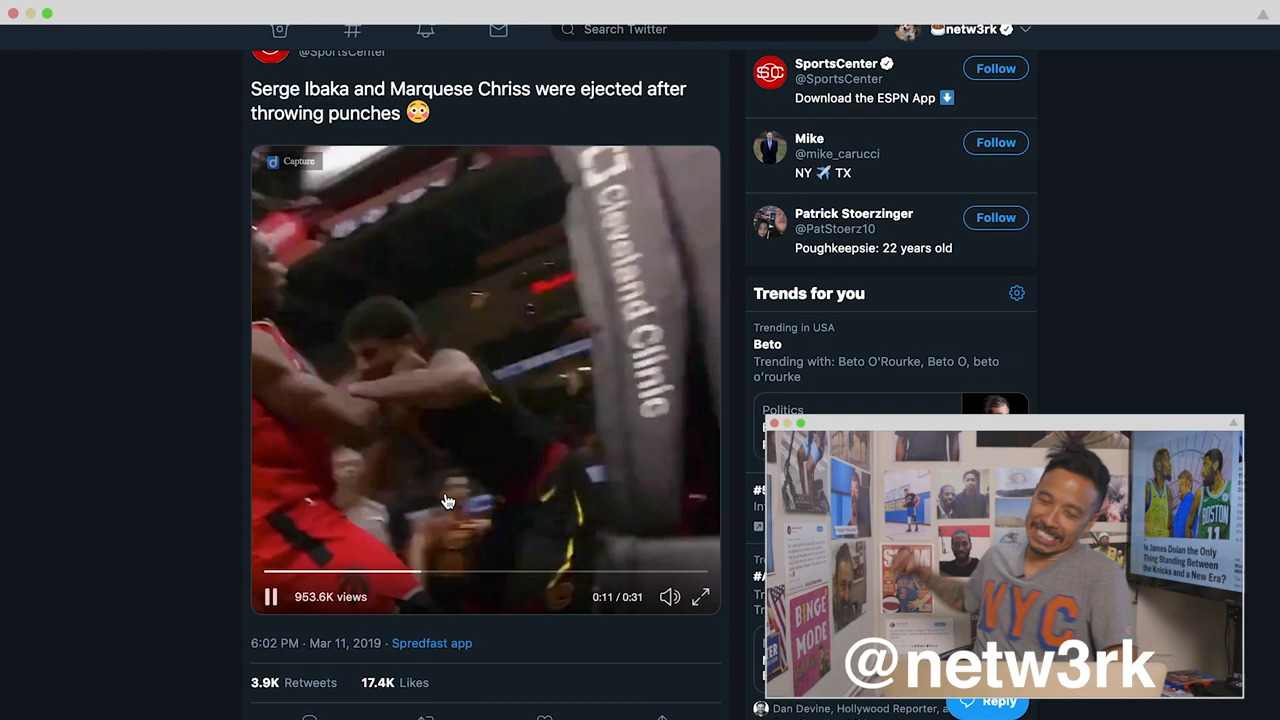 Search Twitter
netw3rk
@SportsCenter
Serge Ibaka and Marquese Chriss were ejected after
throwing punches 😳
Capture
Cleveland Clinic
953.6K views
0:11 / 0:31
6:02 PM · Mar 11, 2019 · Spredfast app
3.9K Retweets 17.4K Likes
SportsCenter
@SportsCenter
Download the ESPN App ⬇️
Follow
Mike
@mike_carucci
NY ✈️ TX
Follow
Patrick Stoerzinger
@PatStoerz10
Poughkeepsie: 22 years old
Follow
Trends for you
Trending in USA
Beto
Trending with: Beto O'Rourke, Beto O, beto
o'rourke
Politics
BOSTON
11
Is James Dolan the Only
Thing Standing Between
the Knicks and a New Era?
BINGE
MODE
NYC
@netw3rk
Dan Devine, Hollywood Reporter, a
Reply